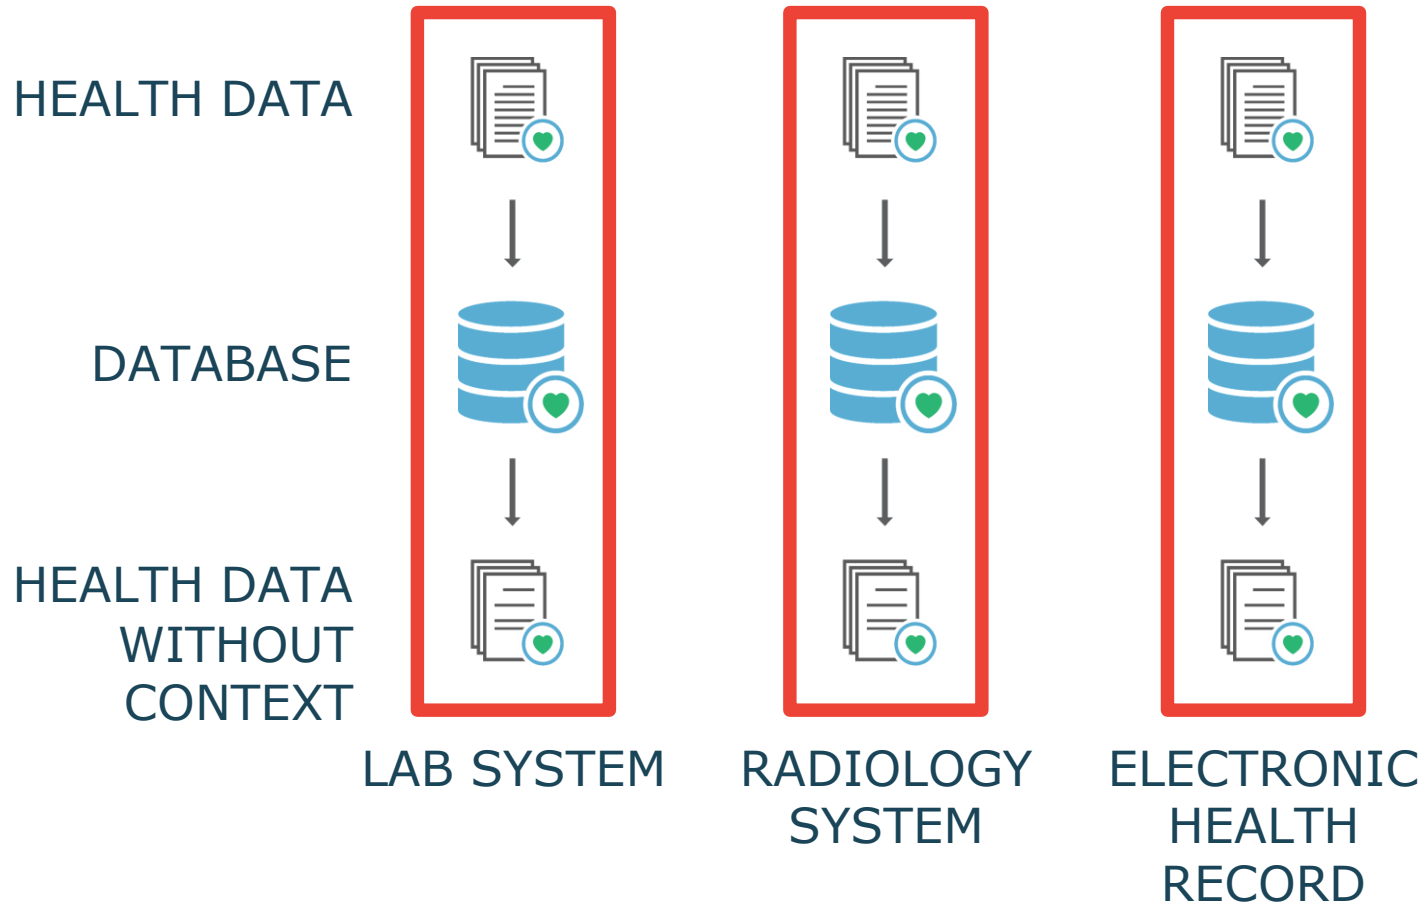 HEALTH DATA
DATABASE
HEALTH DATA
WITHOUT
CONTEXT
LAB SYSTEM
RADIOLOGY
SYSTEM
ELECTRONIC
HEALTH
RECORD